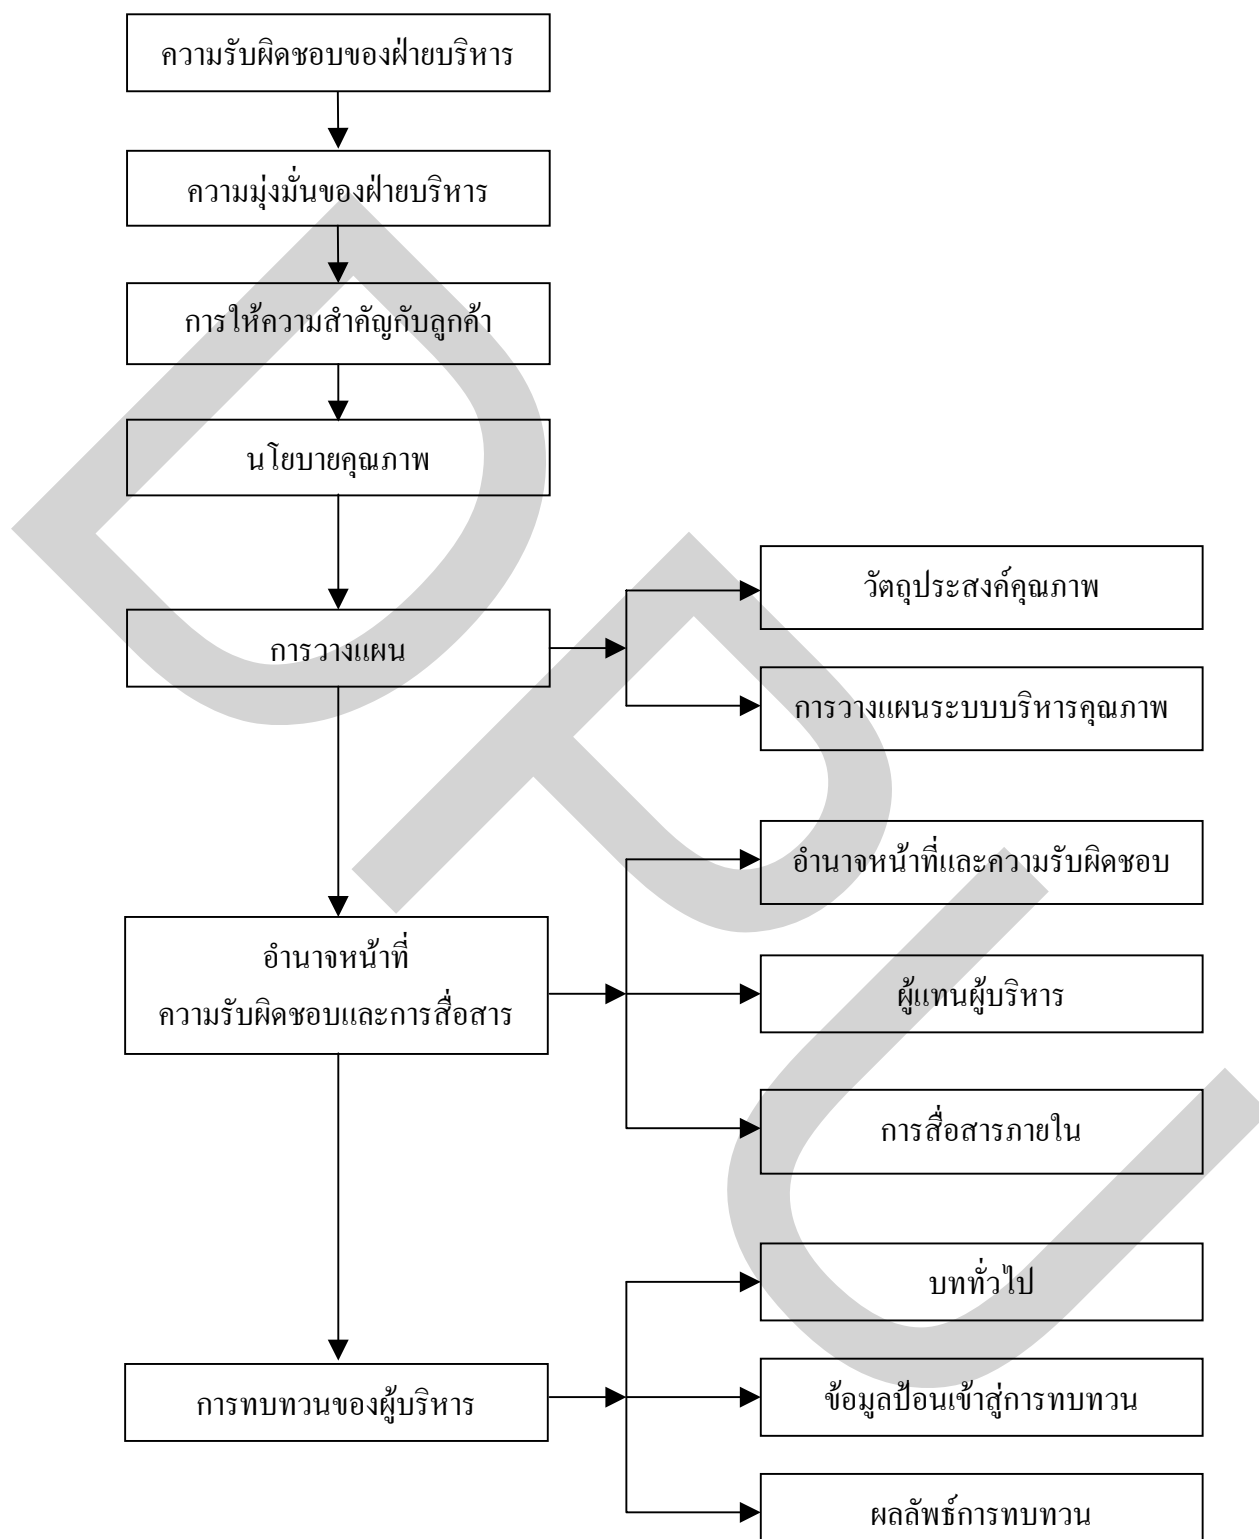 ความรับผิดชอบของฝ่ายบริหาร
ความมุ่งมั่นของฝ่ายบริหาร
การให้ความสำคัญกับลูกค้า
นโยบายคุณภาพ
การวางแผน
วัตถุประสงค์คุณภาพ
การวางแผนระบบบริหารคุณภาพ
อำนาจหน้าที่
ความรับผิดชอบและการสื่อสาร
อำนาจหน้าที่และความรับผิดชอบ
ผู้แทนผู้บริหาร
การสื่อสารภายใน
การทบทวนของผู้บริหาร
บททั่วไป
ข้อมูลป้อนเข้าสู่การทบทวน
ผลลัพธ์การทบทวน
DPU